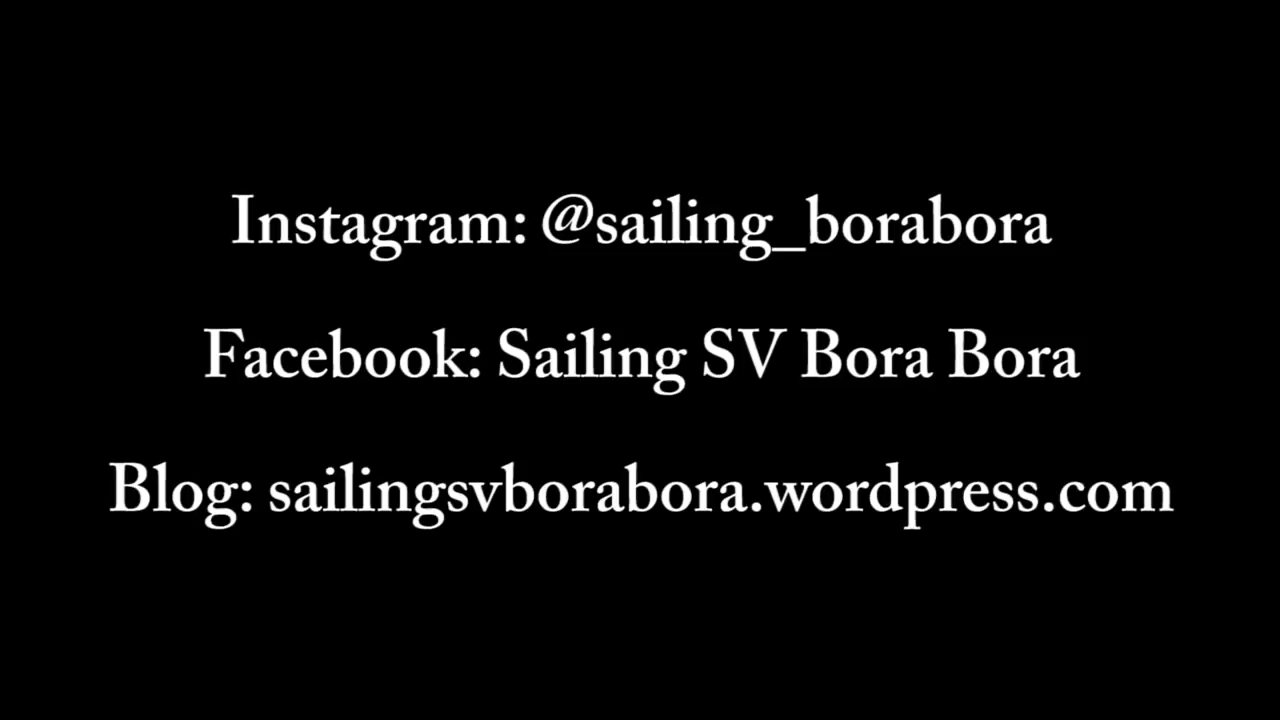 Instagram: @sailing_borabora
Facebook: Sailing SV Bora Bora
Blog: sailingsvborabora.wordpress.com